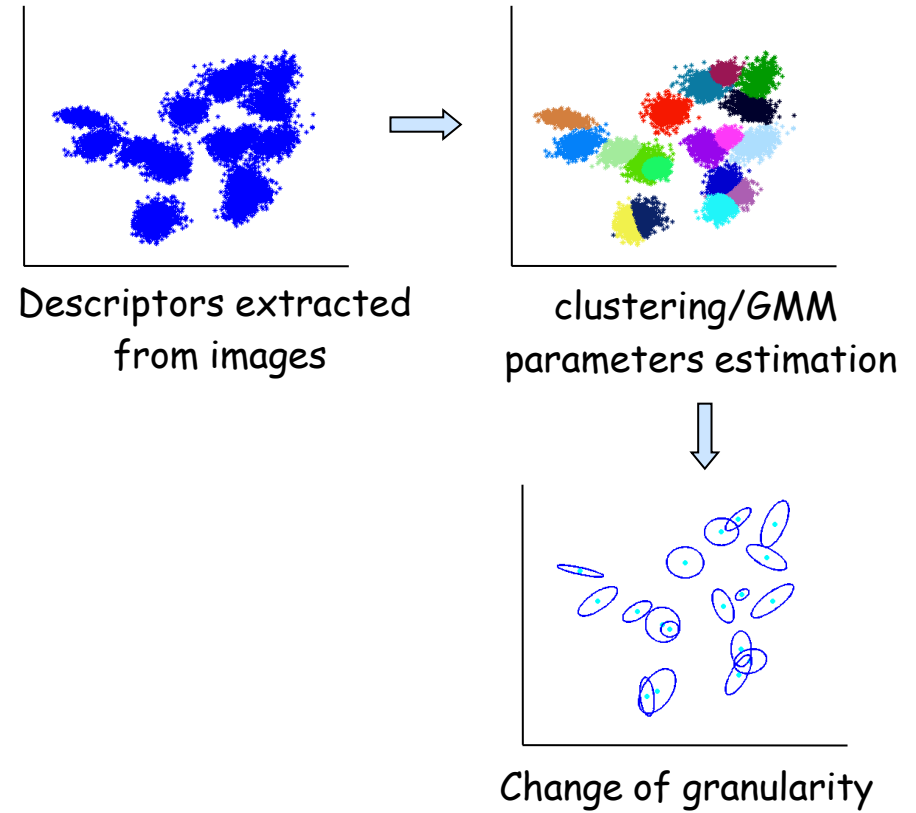 Descriptors extracted
from images
clustering/GMM
parameters estimation
Change of granularity